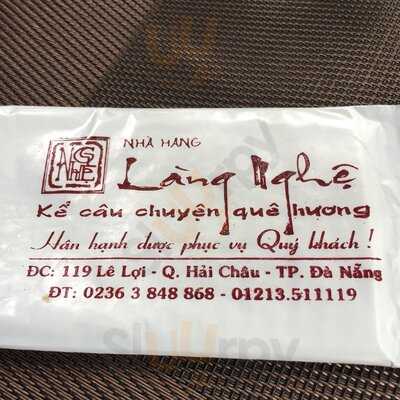 NHÀ HÀNG
Làng Nghệ
Kể câu chuyện quê hương
Hân hạnh được phục vụ Quý khách !
ĐC: 119 Lê Lợi - Q. Hải Châu - TP. Đà Nẵng
ĐT: 0236 3 848 868 - 01213.511119
slurrpy